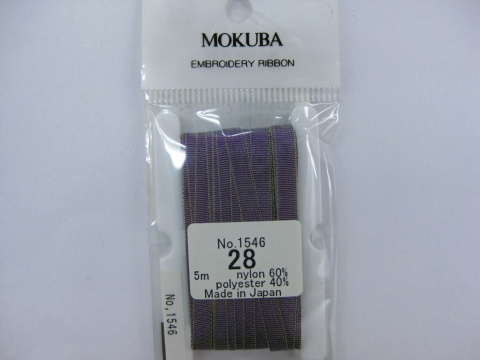 MOKUBA
EMBROIDERY RIBBON
No.1546
28
5m nylon 60%
polyester 40%
Made in Japan
No,1546